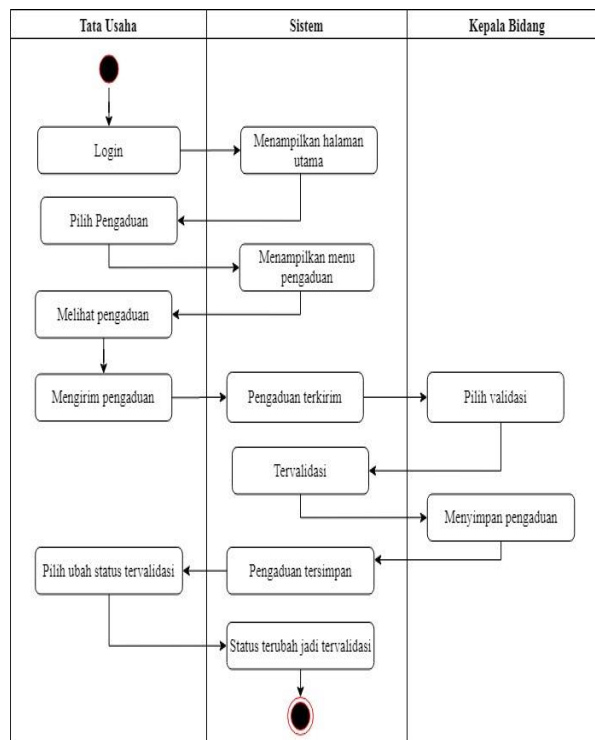 Tata Usaha
Sistem
Kepala Bidang
Login
Menampilkan halaman
utama
Pilih Pengaduan
Menampilkan menu
pengaduan
Melihat pengaduan
Mengirim pengaduan
Pengaduan terkirim
Pilih validasi
Tervalidasi
Menyimpan pengaduan
Pilih ubah status tervalidasi
Pengaduan tersimpan
Status terubah jadi tervalidasi